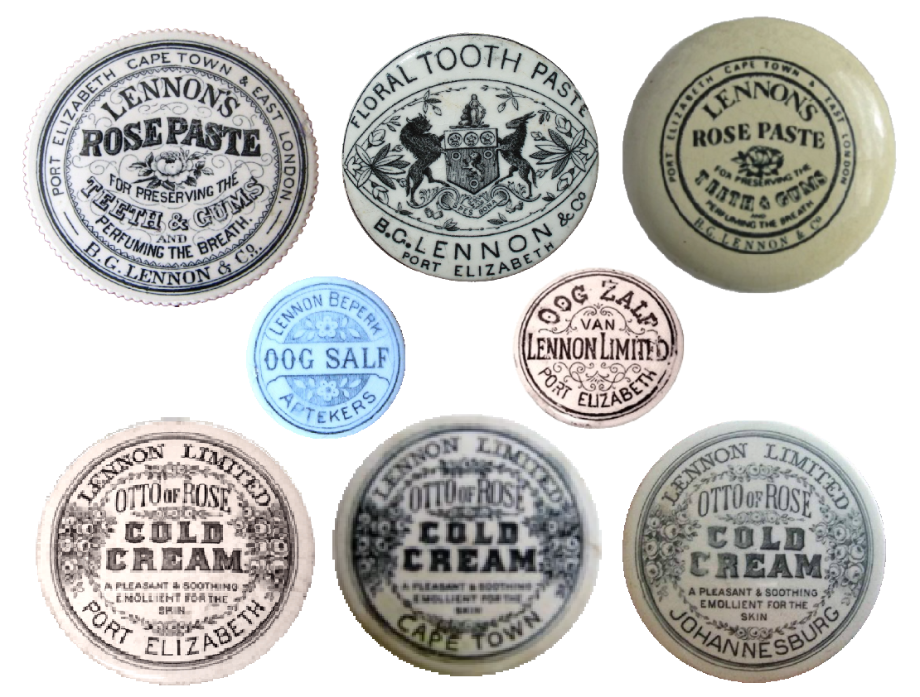 PORT ELIZABETH CAPE TOWN & EAST LONDON
LENNON'S
ROSE PASTE
FOR PRESERVING THE
TEETH & GUMS
AND
PERFUMING THE BREATH
B. G. LENNON & Co.
FLORAL TOOTH PASTE
B.G. LENNON & Co
PORT ELIZABETH
PORT ELIZABETH CAPE TOWN & EAST LONDON
LENNON'S
ROSE PASTE
FOR PRESERVING THE
TEETH & GUMS
AND
PERFUMING THE BREATH
B.G. LENNON & Co
LENNON BEPERK
OOG SALF
APTEKERS
OOG ZALF
VAN
LENNON LIMITED
PORT ELIZABETH
LENNON LIMITED
OTTO OF ROSE
COLD
CREAM
A PLEASANT & SOOTHING
EMOLLIENT FOR THE
SKIN
PORT ELIZABETH
LENNON LIMITED
OTTO OF ROSE
COLD
CREAM
A PLEASANT & SOOTHING
EMOLLIENT FOR THE
SKIN
CAPE TOWN
LENNON LIMITED
OTTO OF ROSE
COLD
CREAM
A PLEASANT & SOOTHING
EMOLLIENT FOR THE
SKIN
JOHANNESBURG